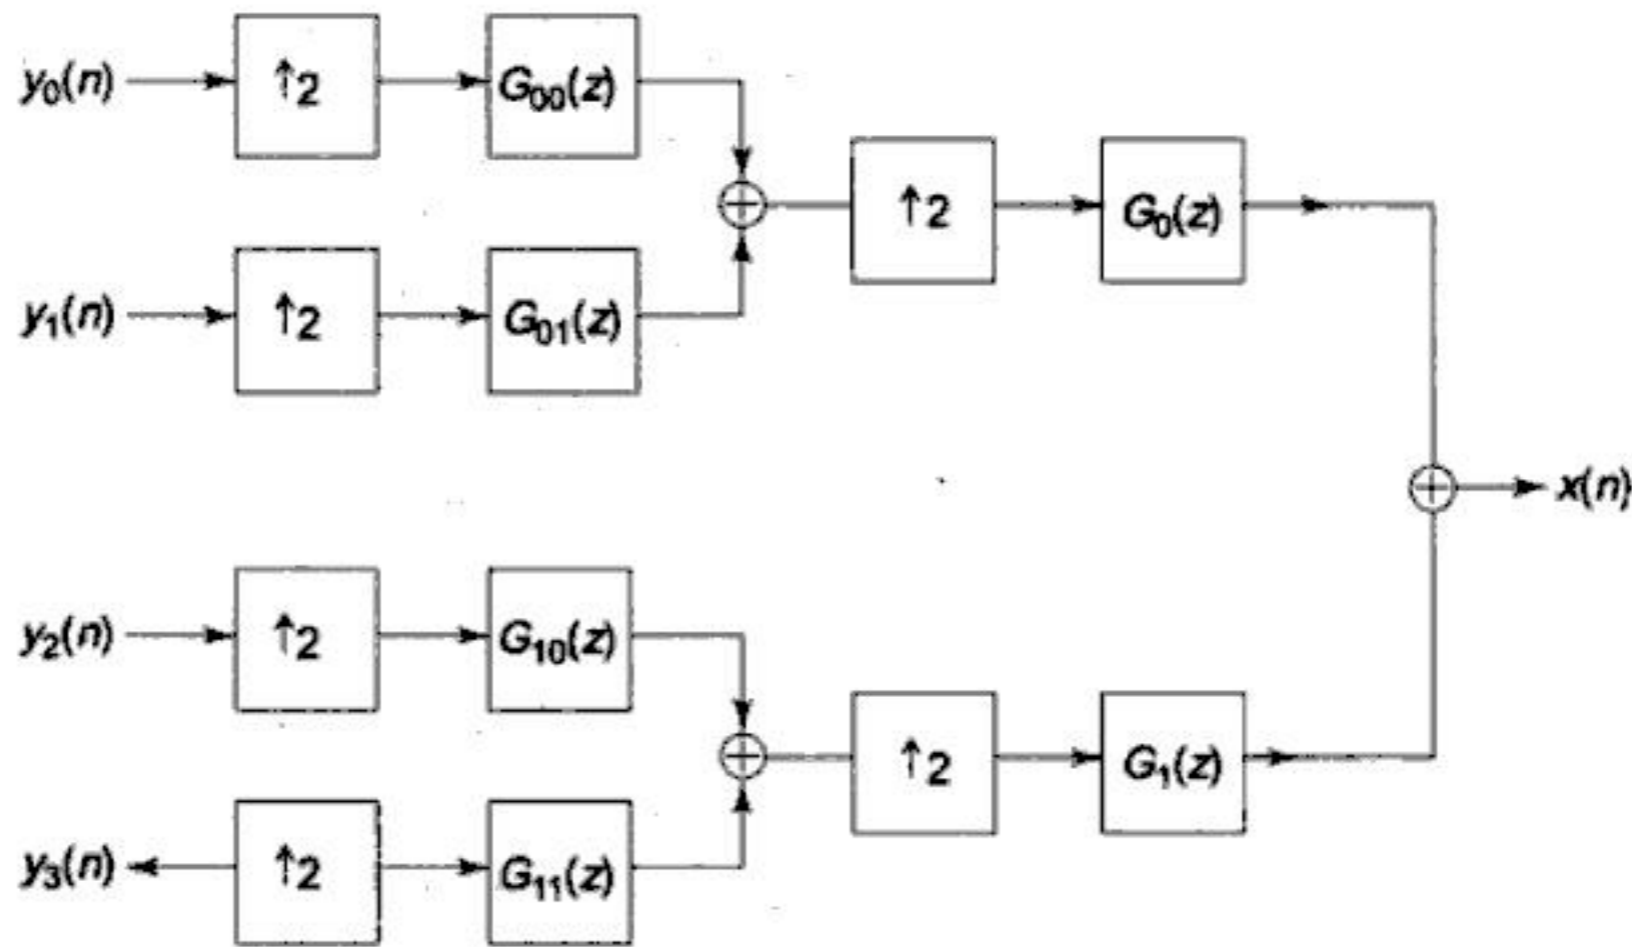 y₀(n) ↑2 G₀₀(z)
↑2 G₀(z)
y₁(n) ↑2 G₀₁(z)
x(n)
y₂(n) ↑2 G₁₀(z)
↑2 G₁(z)
y₃(n) ↑2 G₁₁(z)